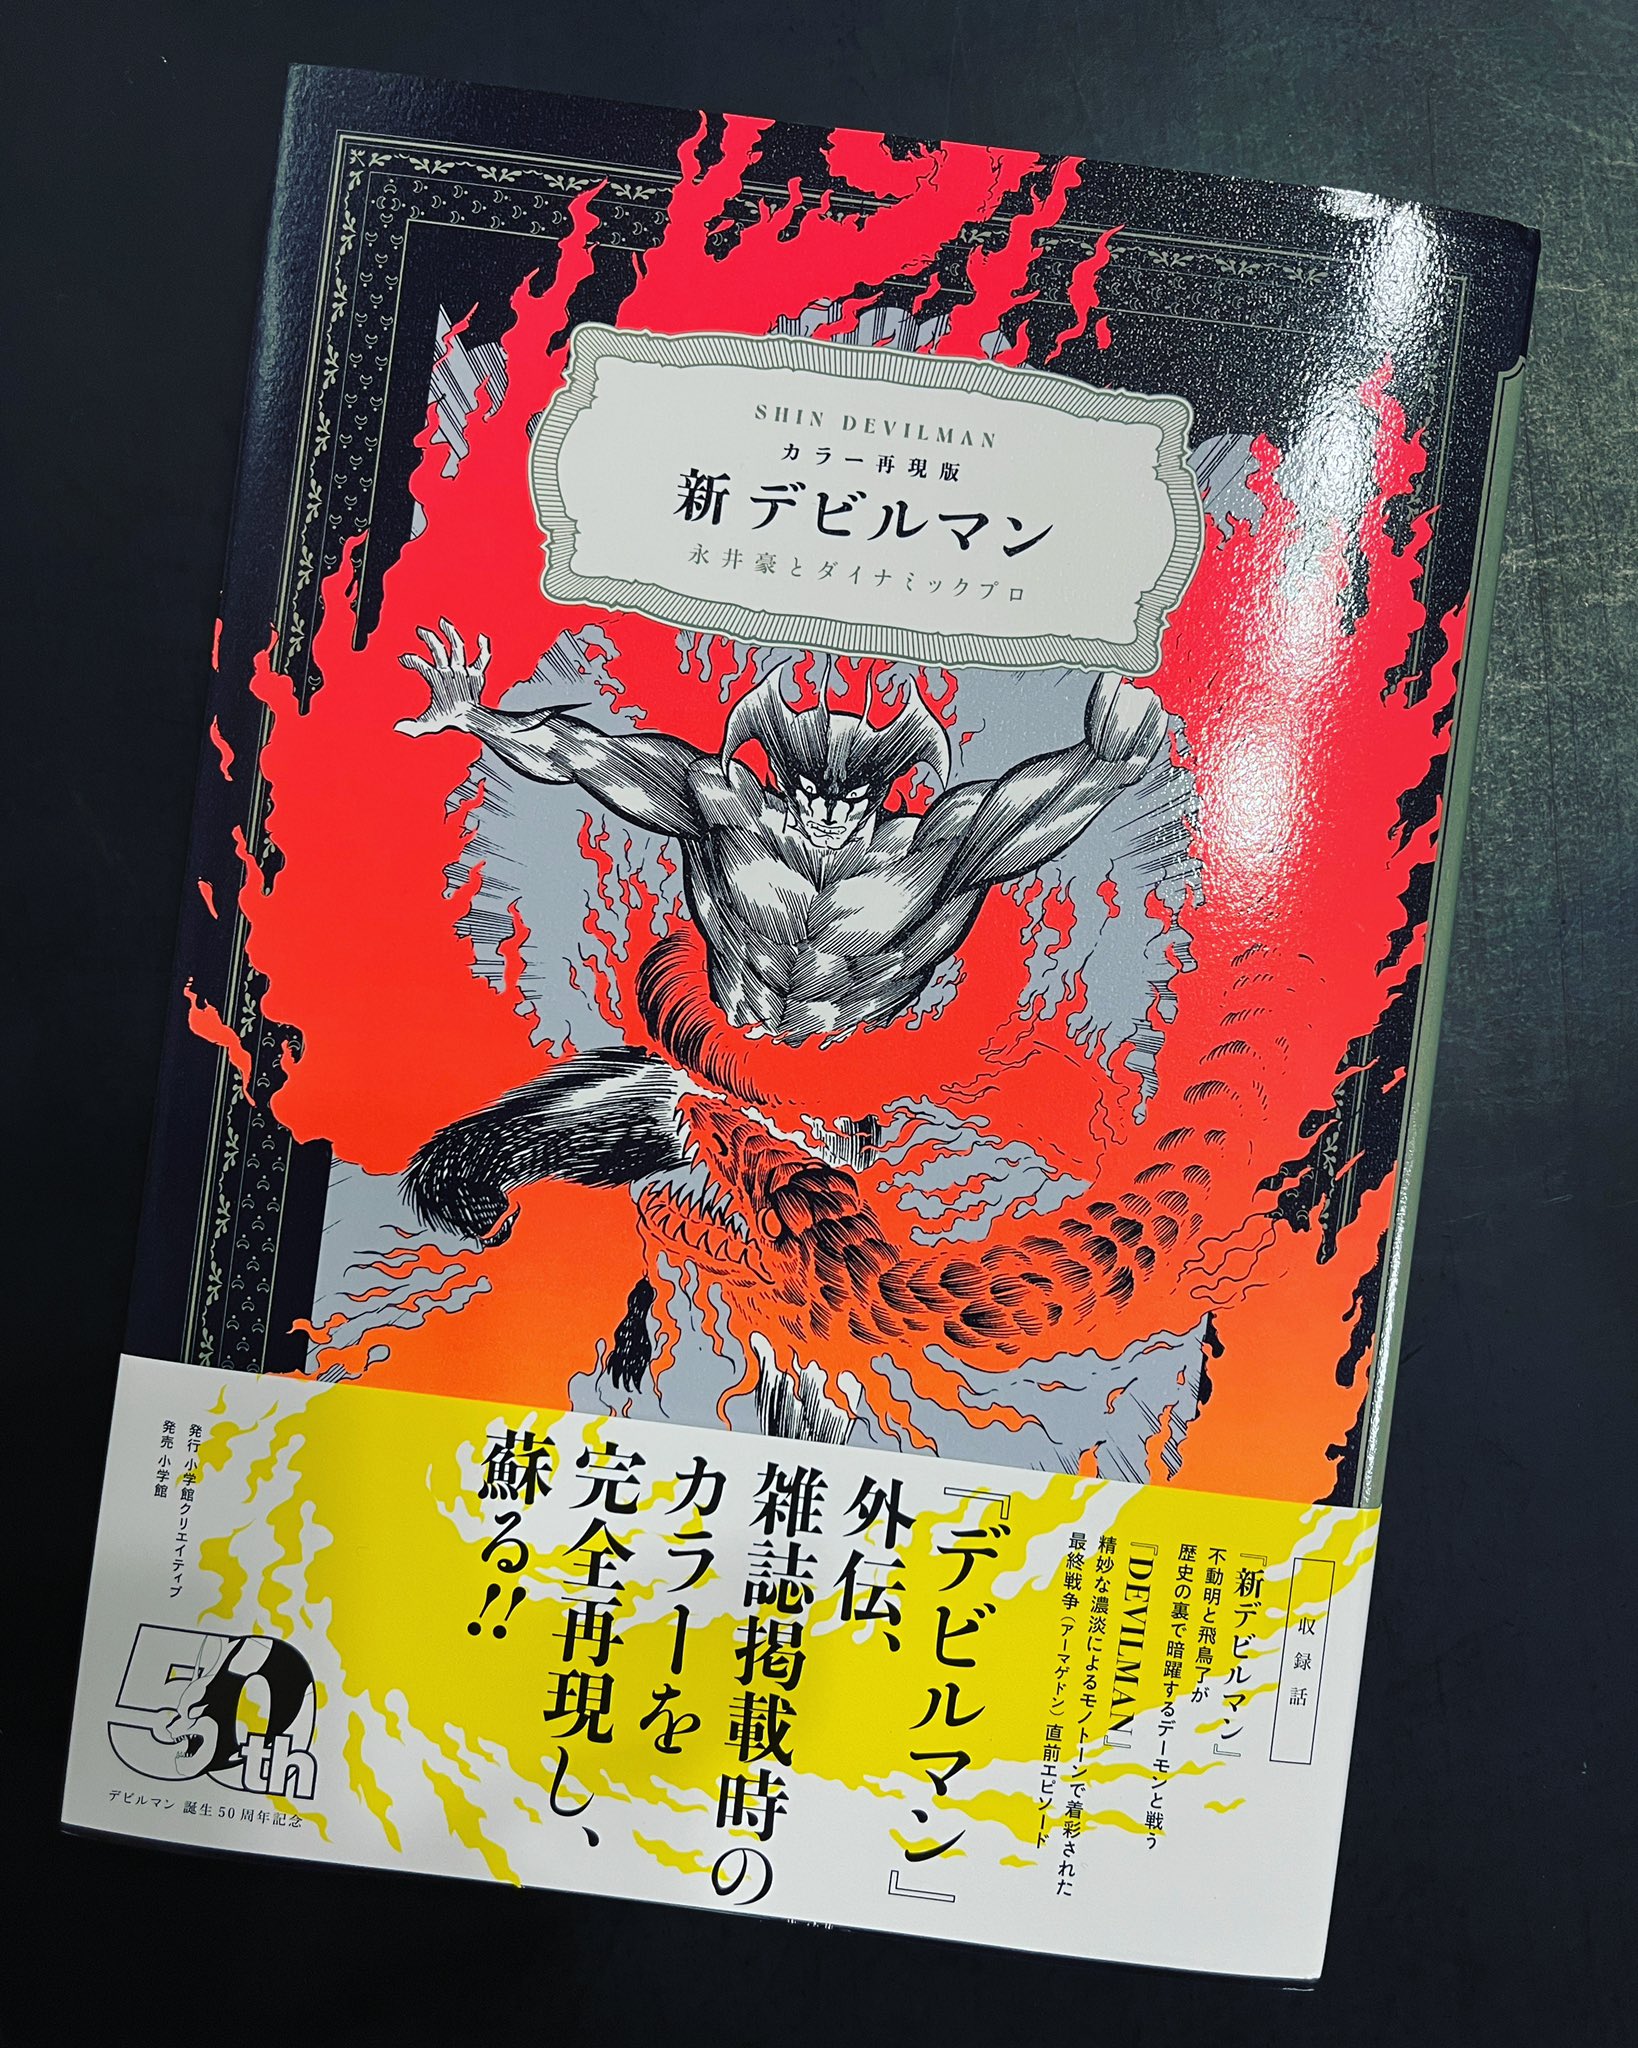 SHIN DEVILMAN
カラー再現版
新デビルマン
永井豪とダイナミックプロ
収録話
『新デビルマン』
不動明と飛鳥了が
歴史の裏で暗躍するデーモンと戦う
『DEVILMAN』
精妙な濃淡によるモノトーンで着彩された
最終戦争（アーマゲドン）直前エピソード
『デビルマン』
外伝、
雑誌掲載時の
カラーを
完全再現し、
蘇る!!
発行 小学館クリエイティブ
発売 小学館
50th
デビルマン 誕生50周年記念